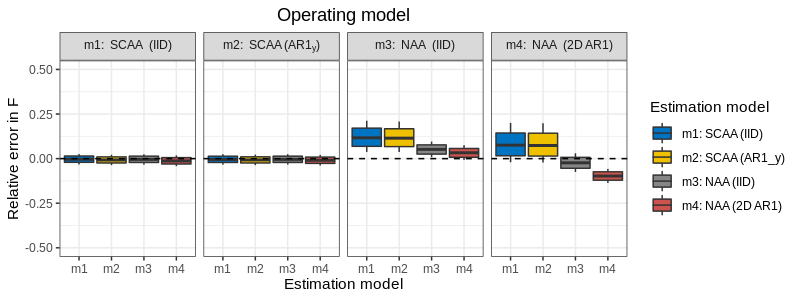 Operating model
m1: SCAA (IID)
m2: SCAA (AR1y)
m3: NAA (IID)
m4: NAA (2D AR1)
Relative error in F
0.50
0.25
0.00
-0.25
-0.50
m1 m2 m3 m4
m1 m2 m3 m4
m1 m2 m3 m4
m1 m2 m3 m4
Estimation model
Estimation model
m1: SCAA (IID)
m2: SCAA (AR1_y)
m3: NAA (IID)
m4: NAA (2D AR1)